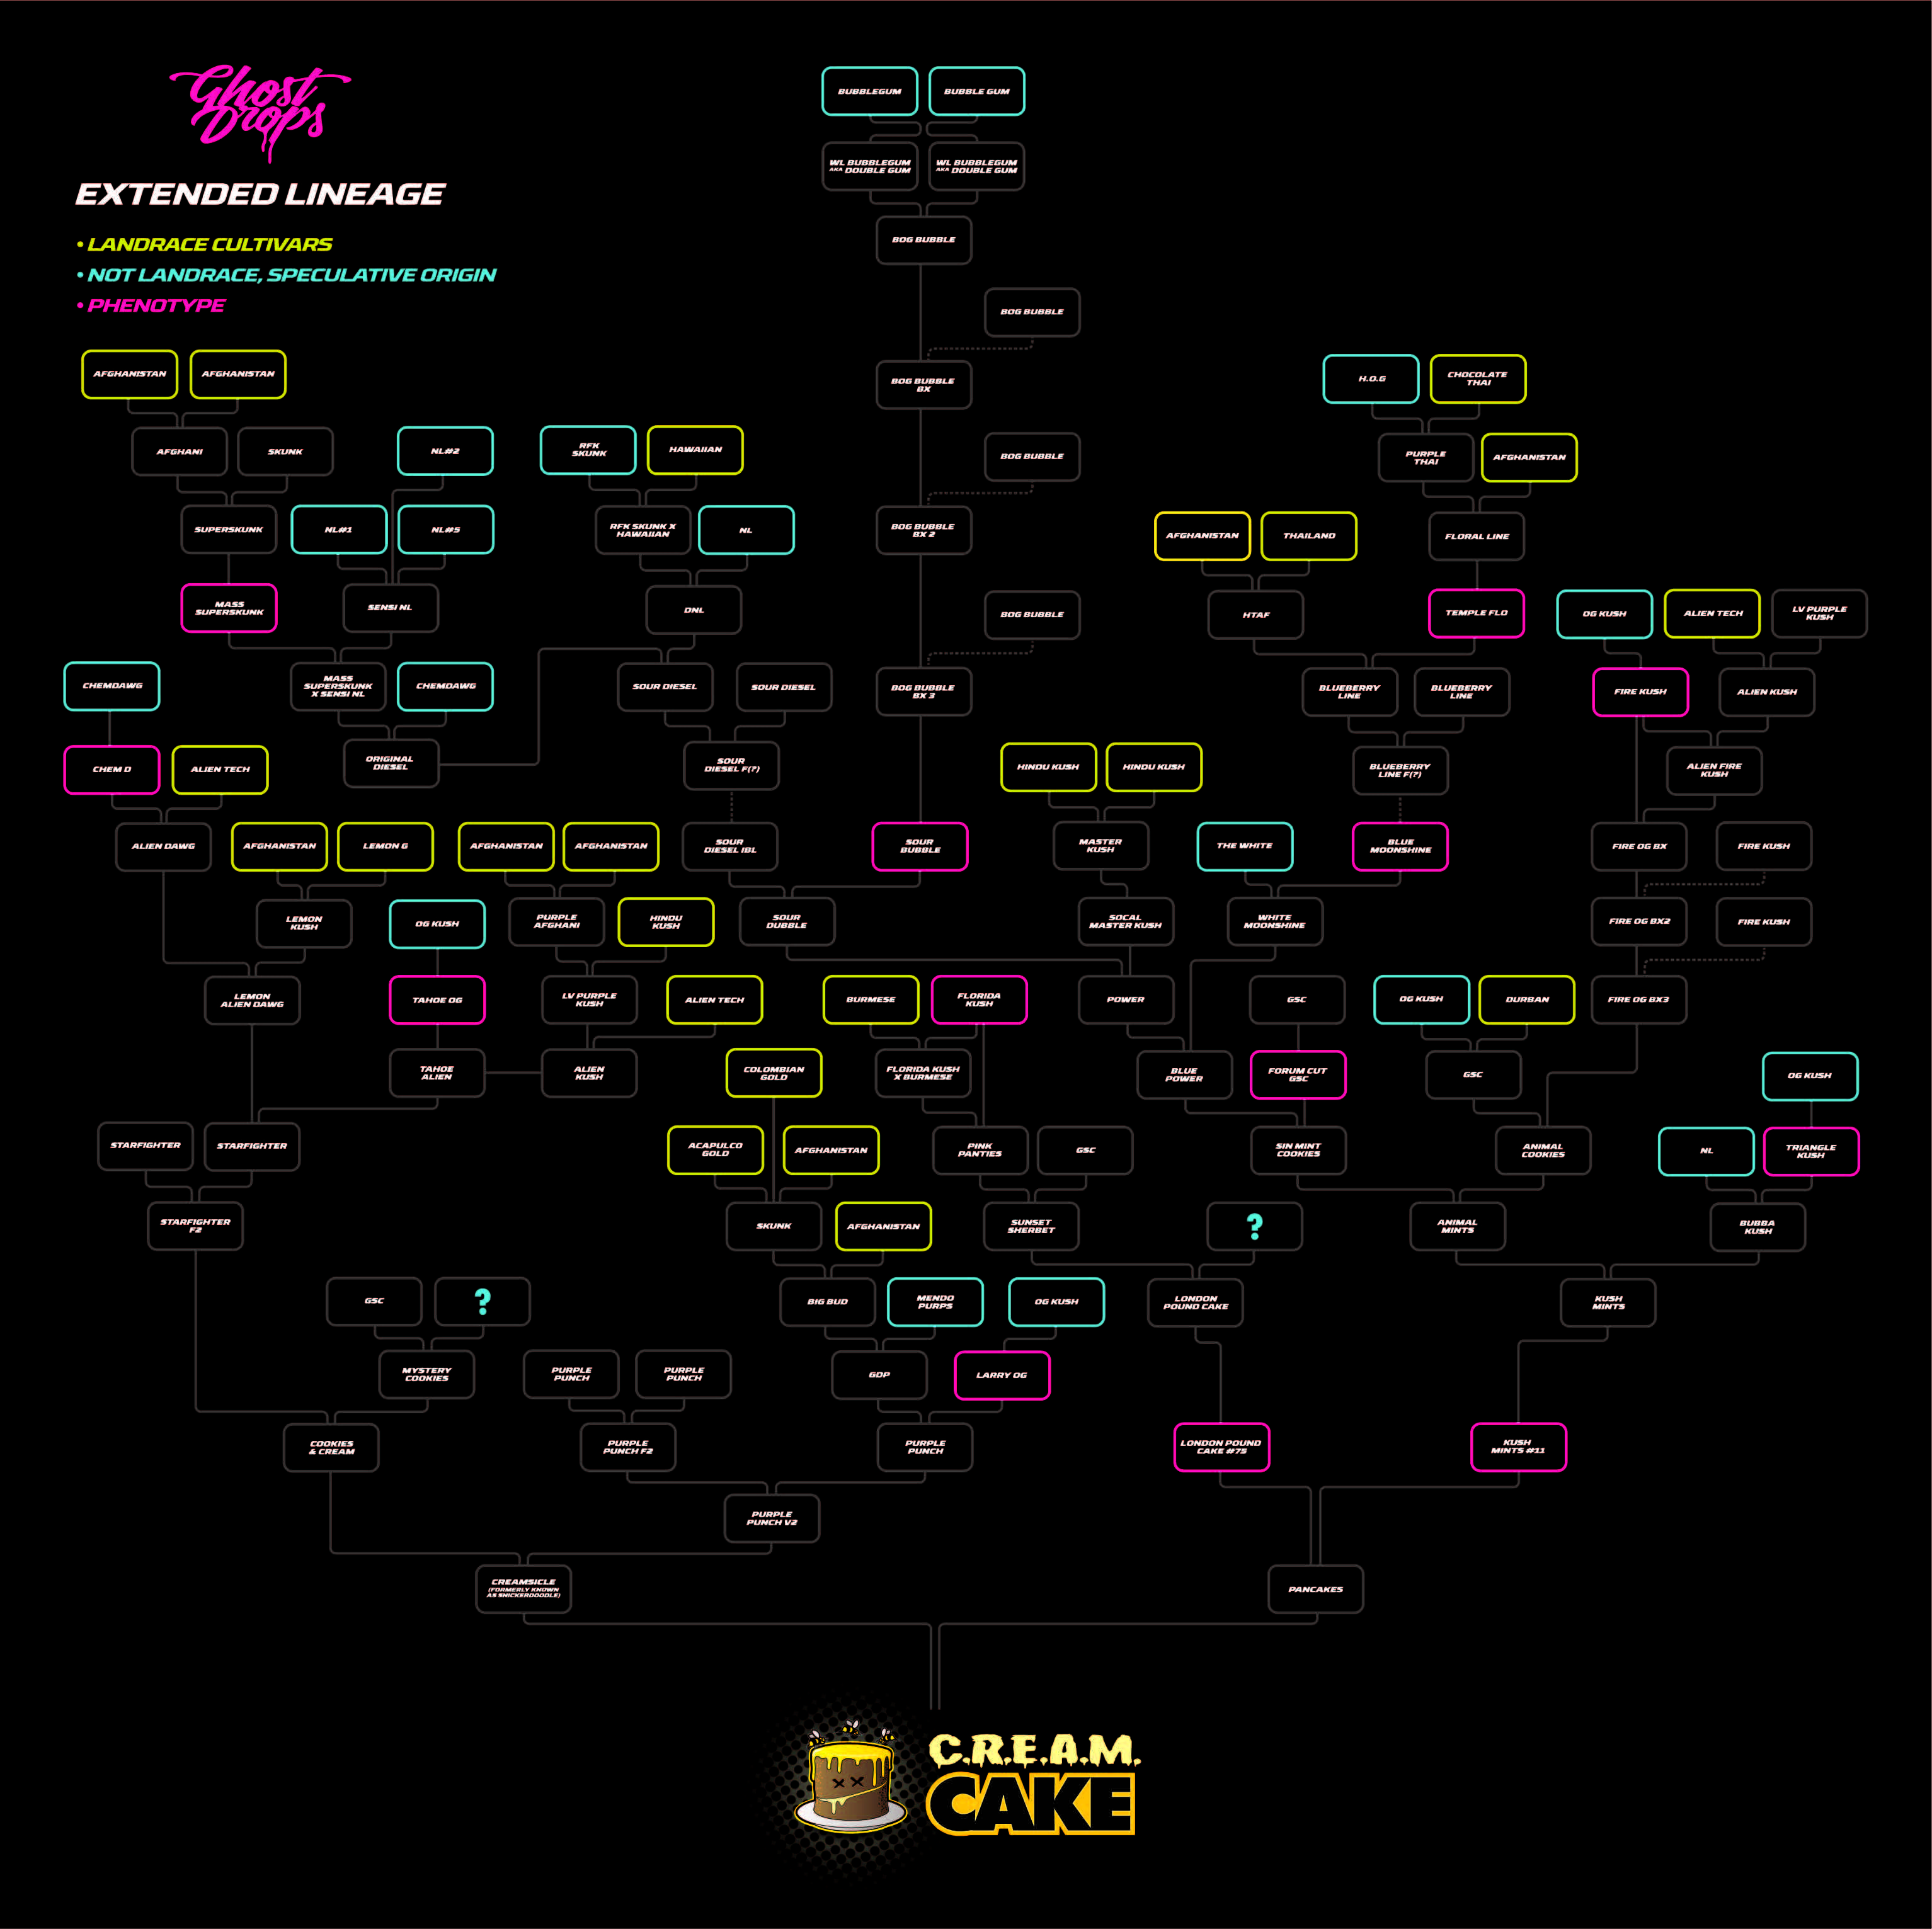 Ghost
Drops
EXTENDED LINEAGE
• LANDRACE CULTIVARS
• NOT LANDRACE, SPECULATIVE ORIGIN
• PHENOTYPE
BUBBLEGUM
BUBBLE GUM
WL BUBBLEGUM
AKA DOUBLE GUM
WL BUBBLEGUM
AKA DOUBLE GUM
BOG BUBBLE
BOG BUBBLE
AFGHANISTAN
AFGHANISTAN
BOG BUBBLE
BX
H.O.G
CHOCOLATE
THAI
AFGHANI
SKUNK
NL#2
RFK
SKUNK
HAWAIIAN
BOG BUBBLE
PURPLE
THAI
AFGHANISTAN
SUPERSKUNK
NL#1
NL#5
RFK SKUNK X
HAWAIIAN
NL
BOG BUBBLE
BX 2
AFGHANISTAN
THAILAND
FLORAL LINE
MASS
SUPERSKUNK
SENSI NL
DNL
BOG BUBBLE
HTAF
TEMPLE FLO
OG KUSH
ALIEN TECH
LV PURPLE
KUSH
CHEMDAWG
MASS
SUPERSKUNK
X SENSI NL
CHEMDAWG
SOUR DIESEL
SOUR DIESEL
BOG BUBBLE
BX 3
BLUEBERRY
LINE
BLUEBERRY
LINE
FIRE KUSH
ALIEN KUSH
CHEM D
ALIEN TECH
ORIGINAL
DIESEL
SOUR
DIESEL F(?)
HINDU KUSH
HINDU KUSH
BLUEBERRY
LINE F(?)
ALIEN FIRE
KUSH
ALIEN DAWG
AFGHANISTAN
LEMON G
AFGHANISTAN
AFGHANISTAN
SOUR
DIESEL IBL
SOUR
BUBBLE
MASTER
KUSH
THE WHITE
BLUE
MOONSHINE
FIRE OG BX
FIRE KUSH
LEMON
KUSH
OG KUSH
PURPLE
AFGHANI
HINDU
KUSH
SOUR
DUBBLE
SOCAL
MASTER KUSH
WHITE
MOONSHINE
FIRE OG BX2
FIRE KUSH
LEMON
ALIEN DAWG
TAHOE OG
LV PURPLE
KUSH
ALIEN TECH
BURMESE
FLORIDA
KUSH
POWER
GSC
OG KUSH
DURBAN
FIRE OG BX3
TAHOE
ALIEN
ALIEN
KUSH
COLOMBIAN
GOLD
FLORIDA KUSH
X BURMESE
BLUE
POWER
FORUM CUT
GSC
GSC
OG KUSH
STARFIGHTER
STARFIGHTER
ACAPULCO
GOLD
AFGHANISTAN
PINK
PANTIES
GSC
SIN MINT
COOKIES
ANIMAL
COOKIES
NL
TRIANGLE
KUSH
STARFIGHTER
F2
SKUNK
AFGHANISTAN
SUNSET
SHERBET
?
ANIMAL
MINTS
BUBBA
KUSH
GSC
?
BIG BUD
MENDO
PURPS
OG KUSH
LONDON
POUND CAKE
KUSH
MINTS
MYSTERY
COOKIES
PURPLE
PUNCH
PURPLE
PUNCH
GDP
LARRY OG
COOKIES
& CREAM
PURPLE
PUNCH F2
PURPLE
PUNCH
LONDON POUND
CAKE #75
KUSH
MINTS #11
PURPLE
PUNCH V2
CREAMSICLE
(FORMERLY KNOWN
AS SNICKERDOODLE)
PANCAKES
C.R.E.A.M.
CAKE